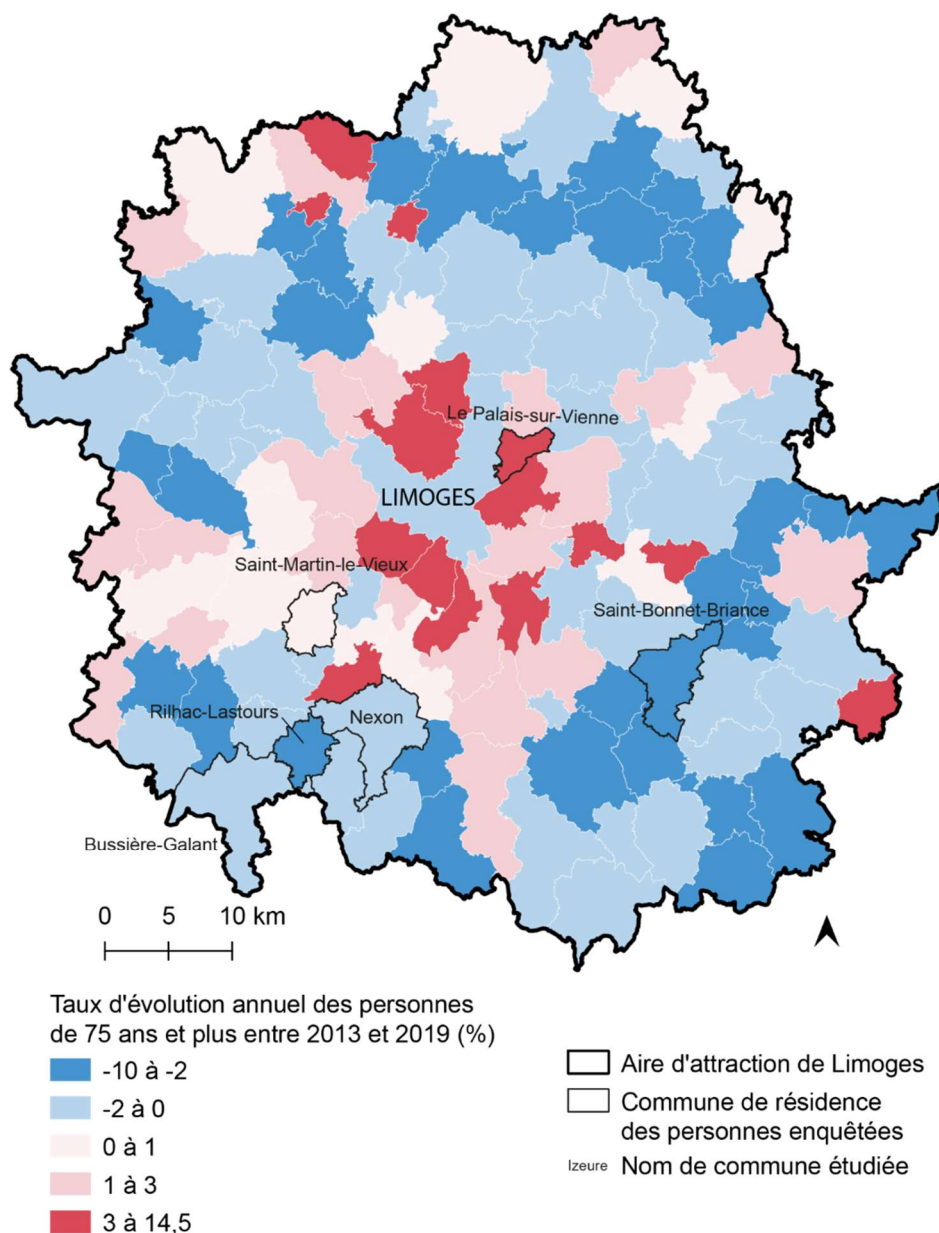 Le Palais-sur-Vienne
LIMOGES
Saint-Martin-le-Vieux
Saint-Bonnet-Briance
Rilhac-Lastours
Nexon
Bussière-Galant
0 5 10 km
Taux d'évolution annuel des personnes
de 75 ans et plus entre 2013 et 2019 (%)
-10 à -2
-2 à 0
0 à 1
1 à 3
3 à 14,5
Aire d'attraction de Limoges
Commune de résidence
des personnes enquêtées
Izeure Nom de commune étudiée